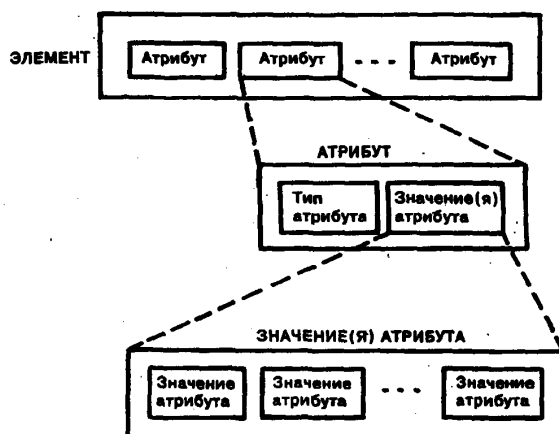 ЭЛЕМЕНТ
Атрибут Атрибут Атрибут
АТРИБУТ
Тип атрибута
Значение(я) атрибута
ЗНАЧЕНИЕ(Я) АТРИБУТА
Значение атрибута
Значение атрибута
Значение атрибута